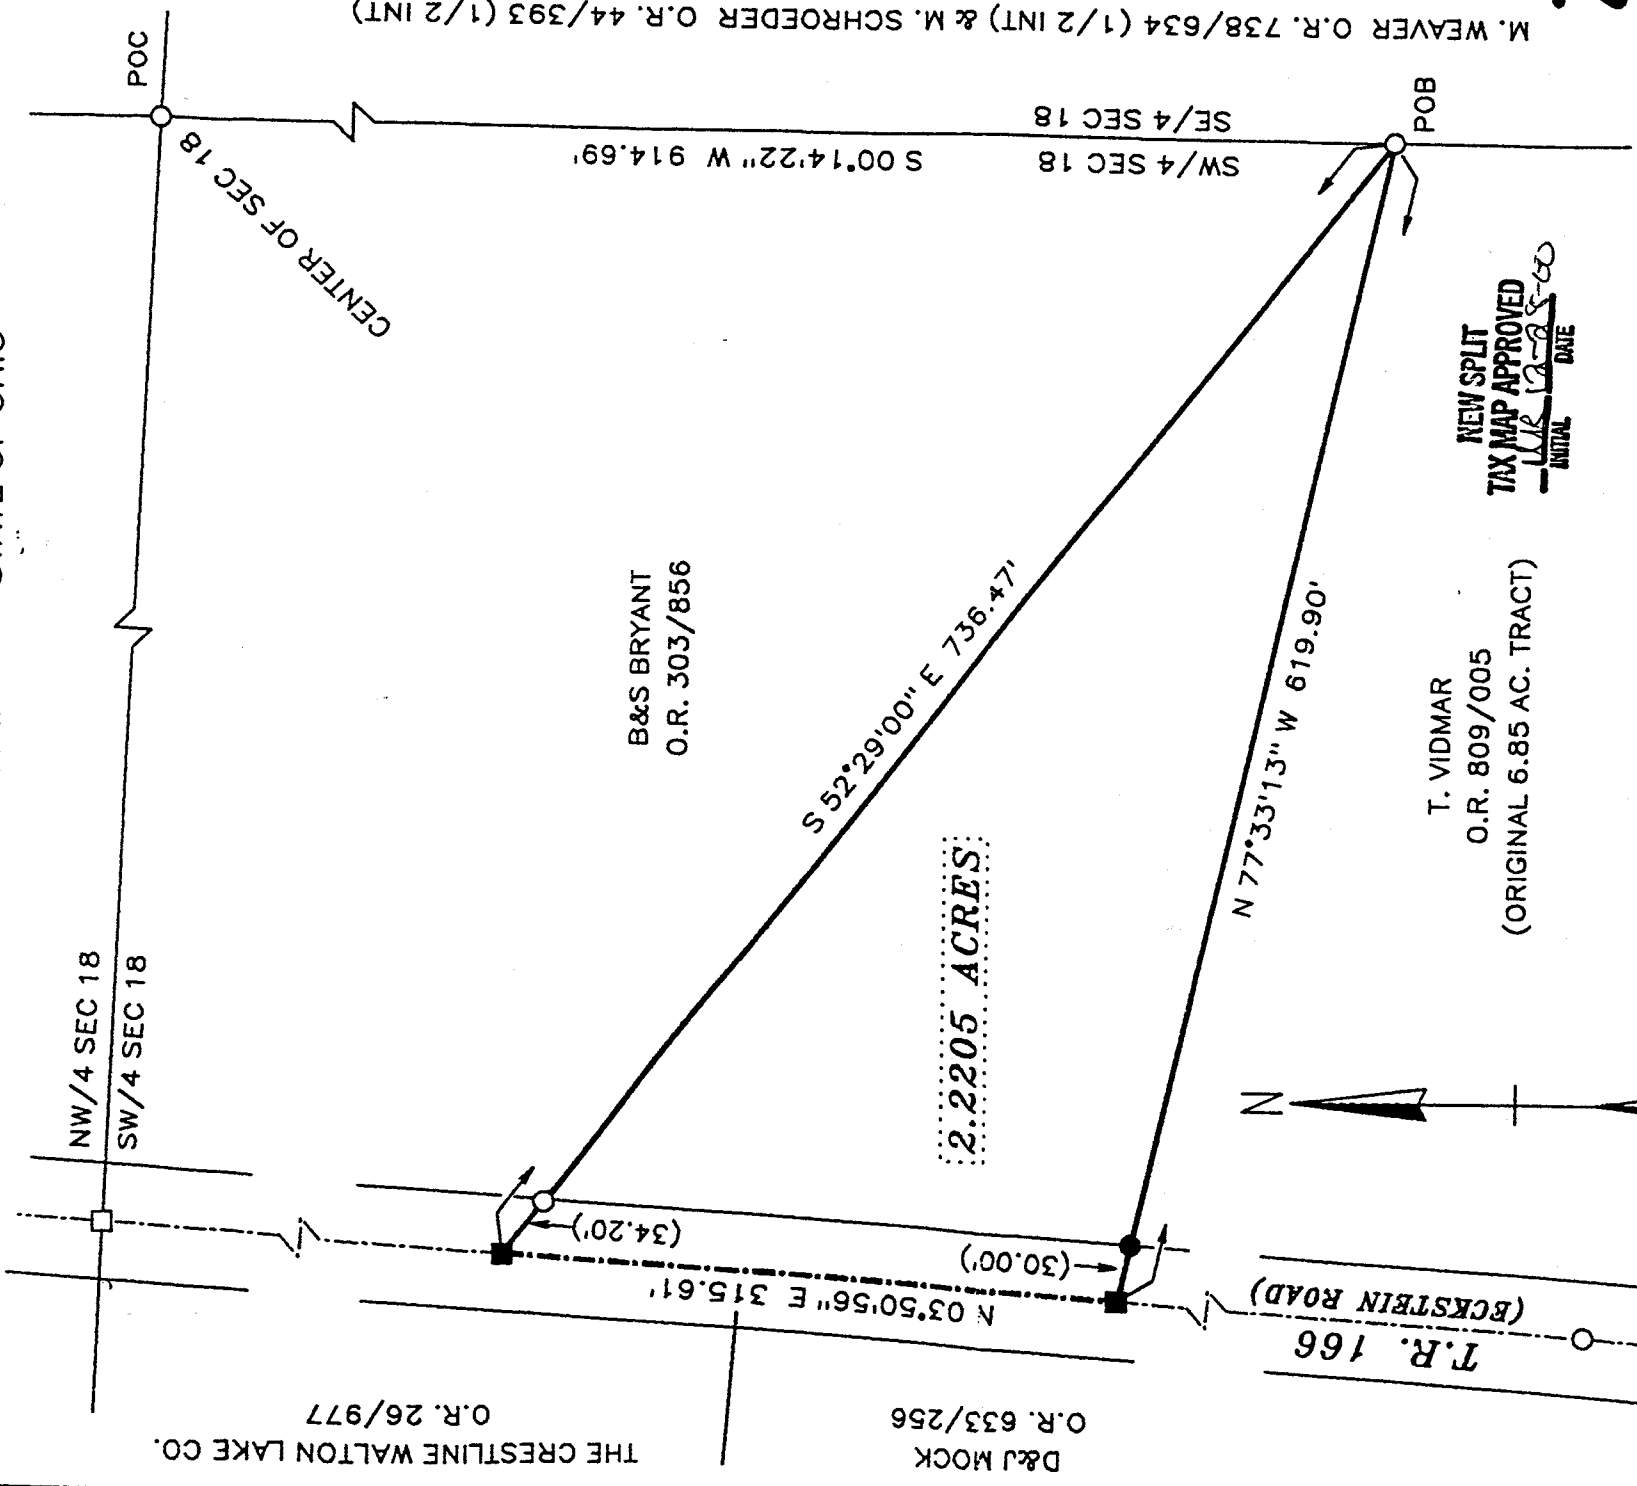 M. WEAVER O.R. 738/634 (1/2 INT) & M. SCHROEDER O.R. 44/393 (1/2 INT)
POC
CENTER OF SEC 18
SE/4 SEC 18
SW/4 SEC 18
S 00°14'22" W 914.69'
POB
NW/4 SEC 18
SW/4 SEC 18
B&S BRYANT
O.R. 303/856
S 52°29'00" E 736.47'
N 77°33'13" W 619.90'
2.2205 ACRES
NEW SPLIT
TAX MAP APPROVED
12-28-00
INITIAL DATE
T. VIDMAR
O.R. 809/005
(ORIGINAL 6.85 AC. TRACT)
N
(34.20')
(30.00')
N 03°50'56" E 315.61'
T.R. 166
(ECKSTEIN ROAD)
THE CRESTLINE WALTON LAKE CO.
O.R. 26/977
D&J MOCK
O.R. 633/256